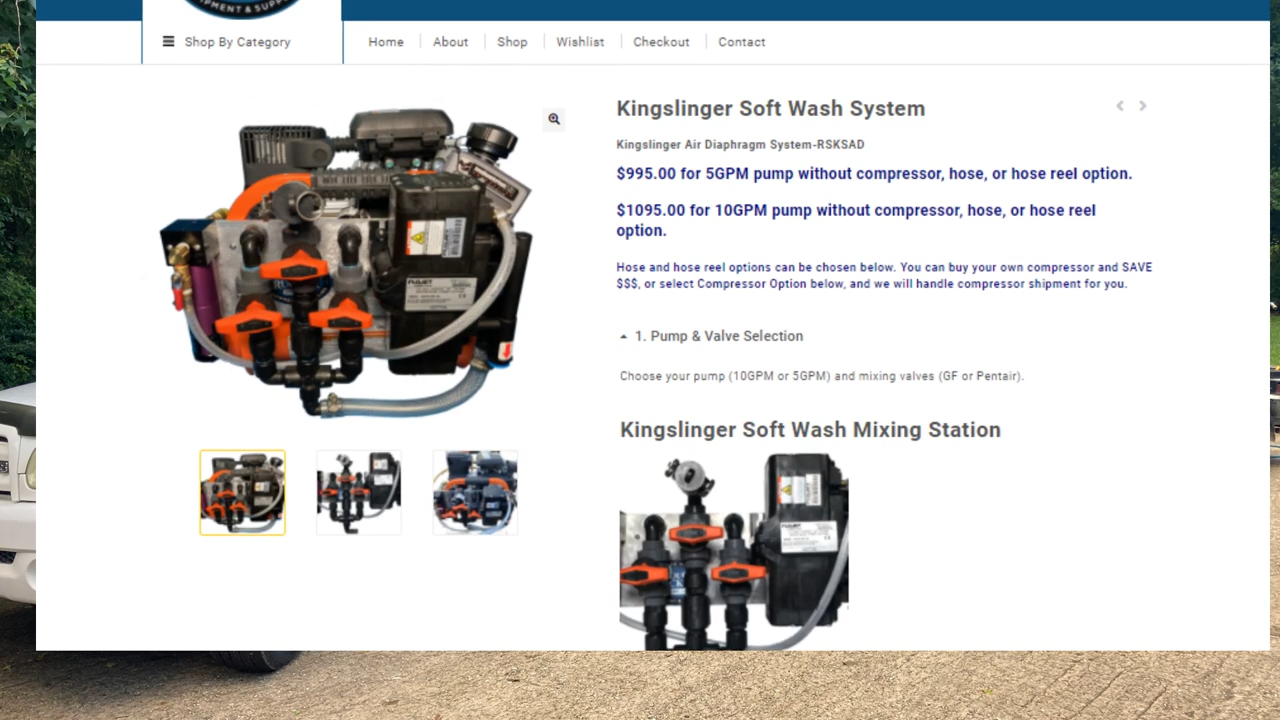 IPMENT & SUPP
Shop By Category
Home
About
Shop
Wishlist
Checkout
Contact
Kingslinger Soft Wash System
Kingslinger Air Diaphragm System-RSKSAD
$995.00 for 5GPM pump without compressor, hose, or hose reel option.
$1095.00 for 10GPM pump without compressor, hose, or hose reel
option.
Hose and hose reel options can be chosen below. You can buy your own compressor and SAVE
$$$, or select Compressor Option below, and we will handle compressor shipment for you.
1. Pump & Valve Selection
Choose your pump (10GPM or 5GPM) and mixing valves (GF or Pentair).
Kingslinger Soft Wash Mixing Station
FLOJET
FLOJET